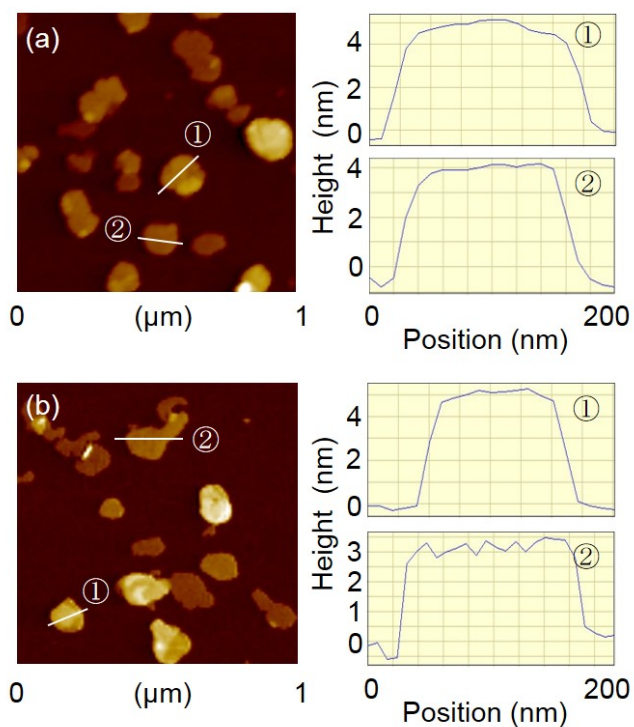 (a)
①
②
0 (μm) 1
Height (nm)
4
2
0
①
4
2
0
②
0 200
Position (nm)
(b)
②
①
0 (μm) 1
Height (nm)
4
2
0
①
3
2
1
0
②
0 200
Position (nm)